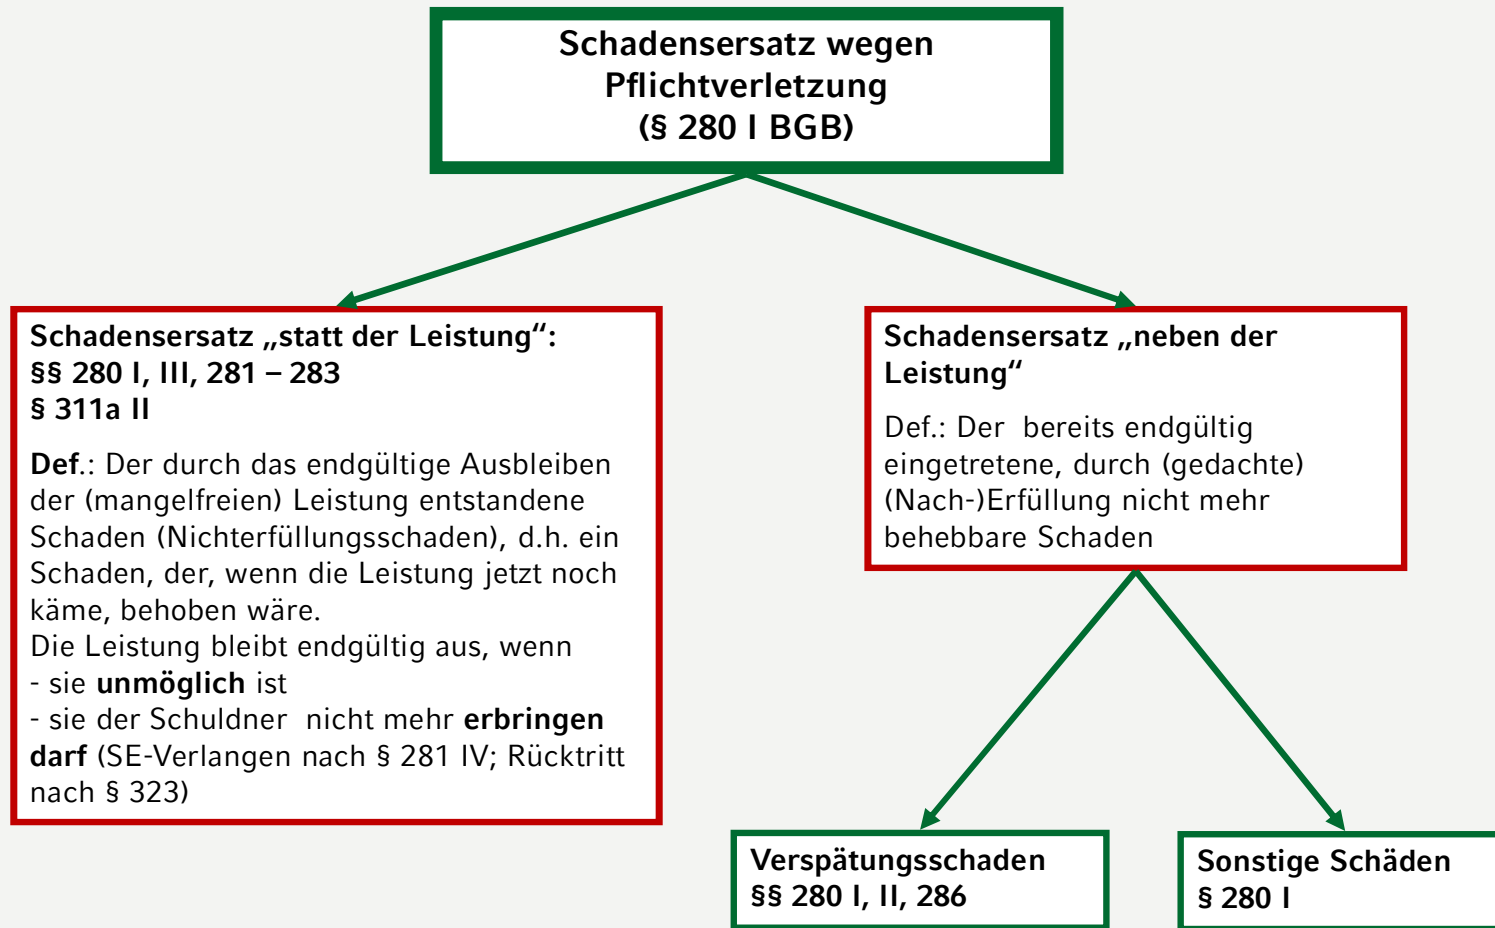 Schadensersatz wegen
Pflichtverletzung
(§ 280 I BGB)
Schadensersatz „statt der Leistung“:
§§ 280 I, III, 281 – 283
§ 311a II
Def.: Der durch das endgültige Ausbleiben
der (mangelfreien) Leistung entstandene
Schaden (Nichterfüllungsschaden), d.h. ein
Schaden, der, wenn die Leistung jetzt noch
käme, behoben wäre.
Die Leistung bleibt endgültig aus, wenn
- sie unmöglich ist
- sie der Schuldner nicht mehr erbringen
darf (SE-Verlangen nach § 281 IV; Rücktritt
nach § 323)
Schadensersatz „neben der
Leistung“
Def.: Der bereits endgültig
eingetretene, durch (gedachte)
(Nach-)Erfüllung nicht mehr
behebbare Schaden
Verspätungsschaden
§§ 280 I, II, 286
Sonstige Schäden
§ 280 I